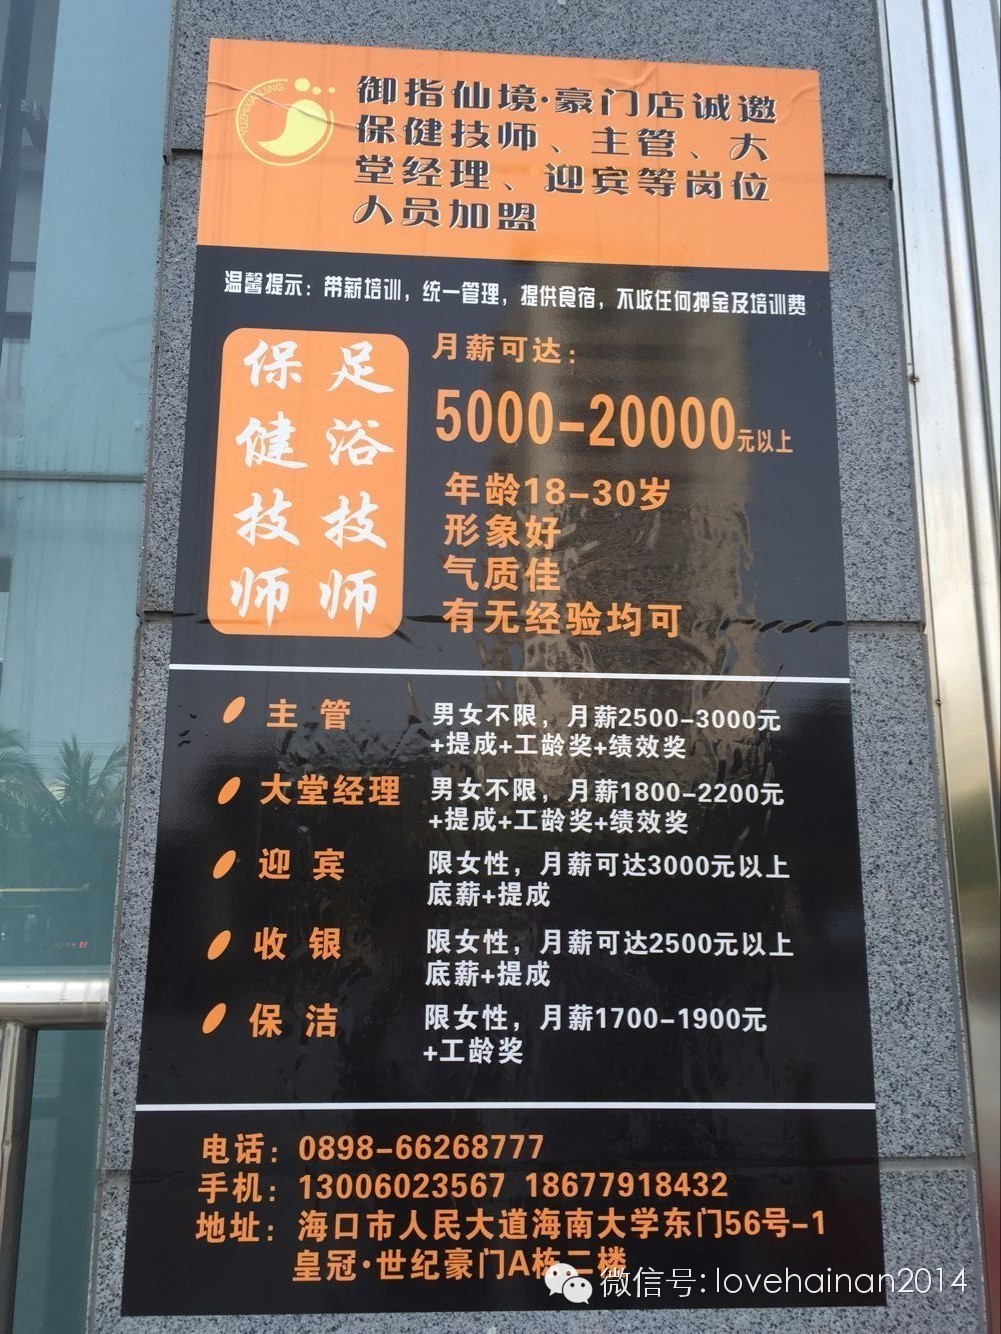 YUZHIXIANJING
御指仙境·豪门店诚邀
保健技师、主管、大
堂经理、迎宾等岗位
人员加盟
温馨提示：带薪培训，统一管理，提供食宿，不收任何押金及培训费
保健技师
足浴技师
月薪可达：
5000-20000元以上
年龄18-30岁
形象好
气质佳
有无经验均可
主管
男女不限，月薪2500-3000元
+提成+工龄奖+绩效奖
大堂经理
男女不限，月薪1800-2200元
+提成+工龄奖+绩效奖
迎宾
限女性，月薪可达3000元以上
底薪+提成
收银
限女性，月薪可达2500元以上
底薪+提成
保洁
限女性，月薪1700-1900元
+工龄奖
电话：0898-66268777
手机：13006023567 18677918432
地址：海口市人民大道海南大学东门56号-1
皇冠·世纪豪门A栋二楼
微信号: lovehainan2014